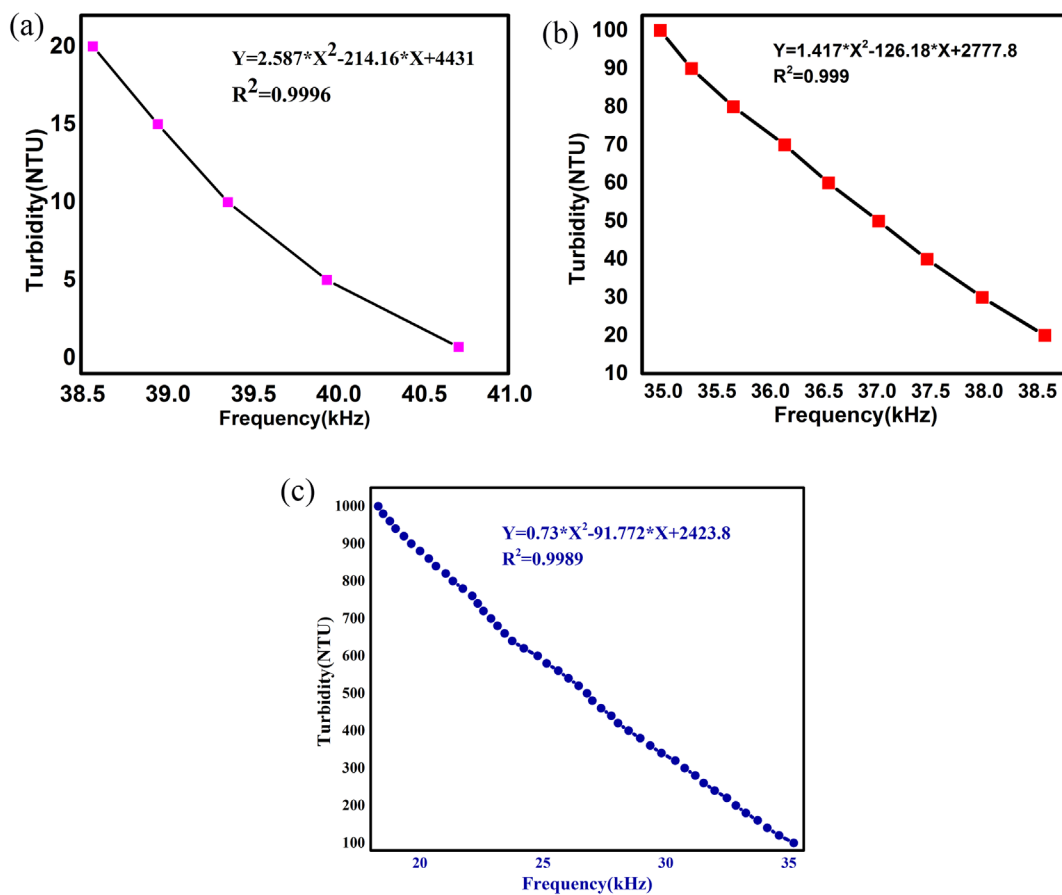 (a)
Y=2.587*X²-214.16*X+4431
R²=0.9996
Turbidity(NTU)
20
15
10
5
0
38.5 39.0 39.5 40.0 40.5 41.0
Frequency(kHz)
(b)
Y=1.417*X²-126.18*X+2777.8
R²=0.999
Turbidity(NTU)
100
90
80
70
60
50
40
30
20
10
35.0 35.5 36.0 36.5 37.0 37.5 38.0 38.5
Frequency(kHz)
(c)
Y=0.73*X²-91.772*X+2423.8
R²=0.9989
Turbidity(NTU)
1000
900
800
700
600
500
400
300
200
100
20 25 30 35
Frequency(kHz)